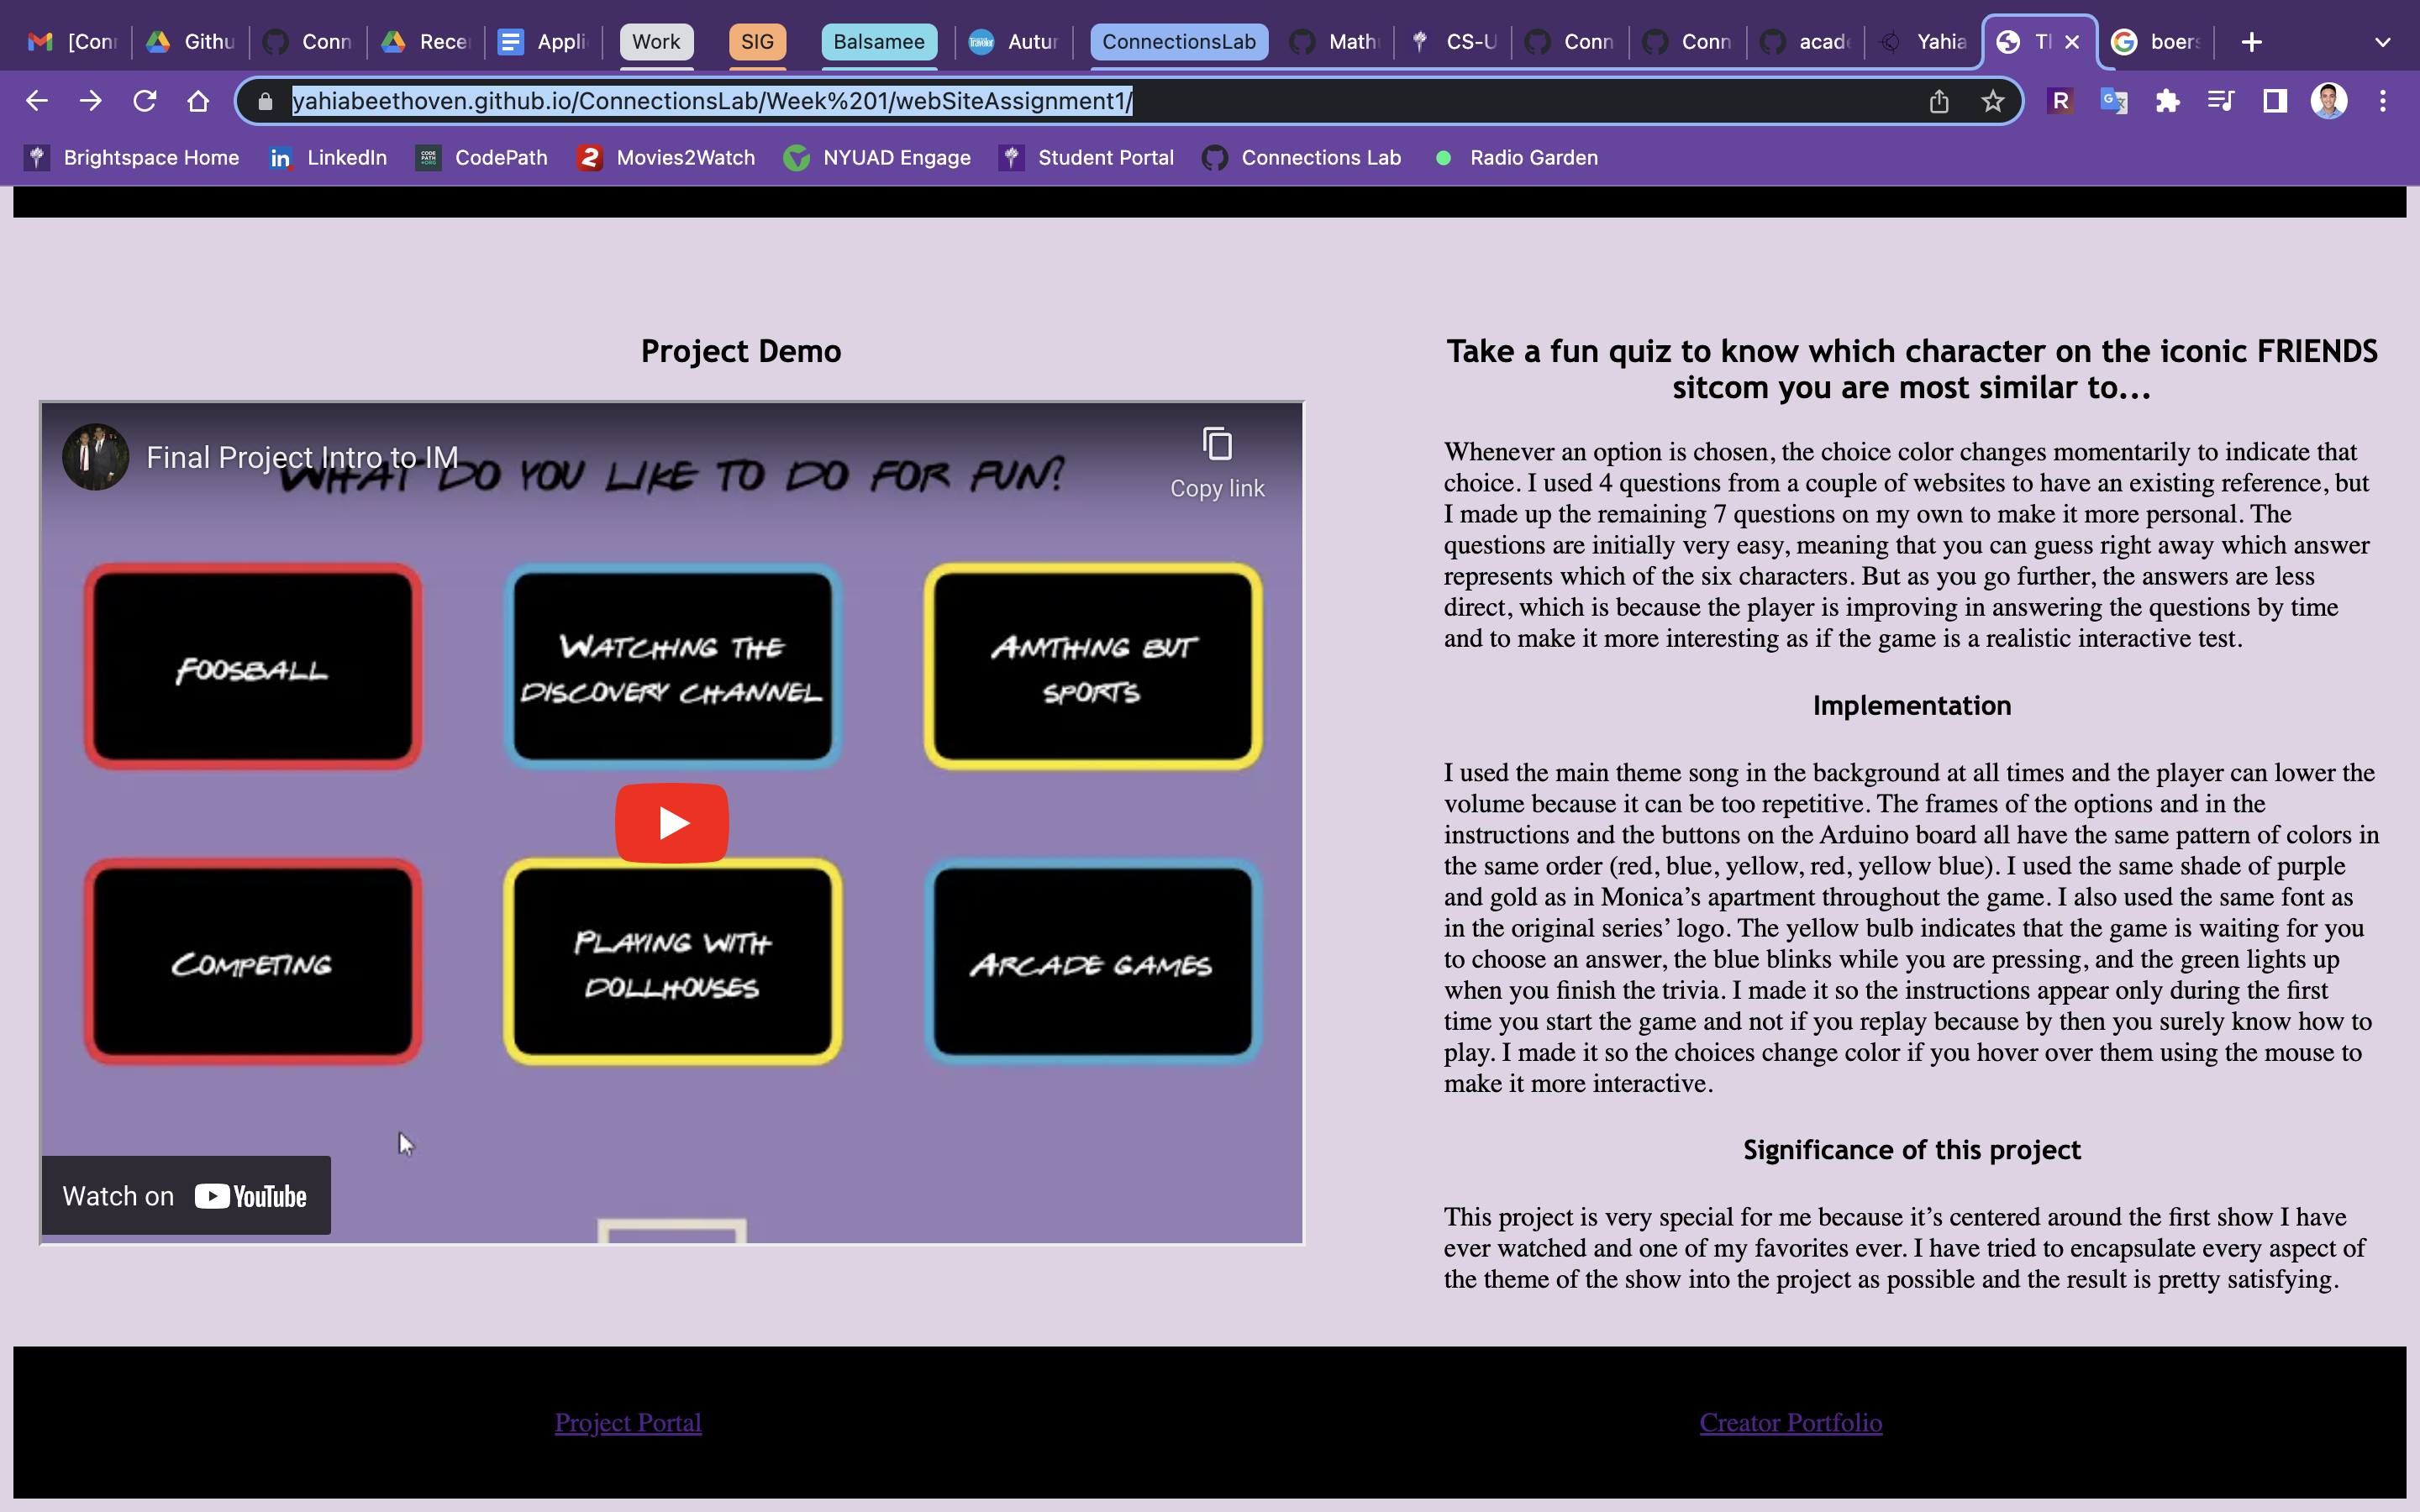 [Conn
Githu
Conn
Rece
Appli
Work
SIG
Balsamee
Traveloka
Autur
ConnectionsLab
Math
CS-U
Conn
Conn
acade
Yahia
Th
boers
yahiabeethoven.github.io/ConnectionsLab/Week%201/webSiteAssignment1/
R
Brightspace Home
in LinkedIn
CODE PATH CodePath
2 Movies2Watch
NYUAD Engage
Student Portal
Connections Lab
Radio Garden
Project Demo
Final Project Intro to IM
Copy link
WHAT DO YOU LIKE TO DO FOR FUN?
FOOSBALL
WATCHING THE
DISCOVERY CHANNEL
ANYTHING BUT
SPORTS
COMPETING
PLAYING WITH
DOLLHOUSES
ARCADE GAMES
Watch on YouTube
Take a fun quiz to know which character on the iconic FRIENDS
sitcom you are most similar to...
Whenever an option is chosen, the choice color changes momentarily to indicate that
choice. I used 4 questions from a couple of websites to have an existing reference, but
I made up the remaining 7 questions on my own to make it more personal. The
questions are initially very easy, meaning that you can guess right away which answer
represents which of the six characters. But as you go further, the answers are less
direct, which is because the player is improving in answering the questions by time
and to make it more interesting as if the game is a realistic interactive test.
Implementation
I used the main theme song in the background at all times and the player can lower the
volume because it can be too repetitive. The frames of the options and in the
instructions and the buttons on the Arduino board all have the same pattern of colors in
the same order (red, blue, yellow, red, yellow blue). I used the same shade of purple
and gold as in Monica’s apartment throughout the game. I also used the same font as
in the original series’ logo. The yellow bulb indicates that the game is waiting for you
to choose an answer, the blue blinks while you are pressing, and the green lights up
when you finish the trivia. I made it so the instructions appear only during the first
time you start the game and not if you replay because by then you surely know how to
play. I made it so the choices change color if you hover over them using the mouse to
make it more interactive.
Significance of this project
This project is very special for me because it’s centered around the first show I have
ever watched and one of my favorites ever. I have tried to encapsulate every aspect of
the theme of the show into the project as possible and the result is pretty satisfying.
Project Portal
Creator Portfolio